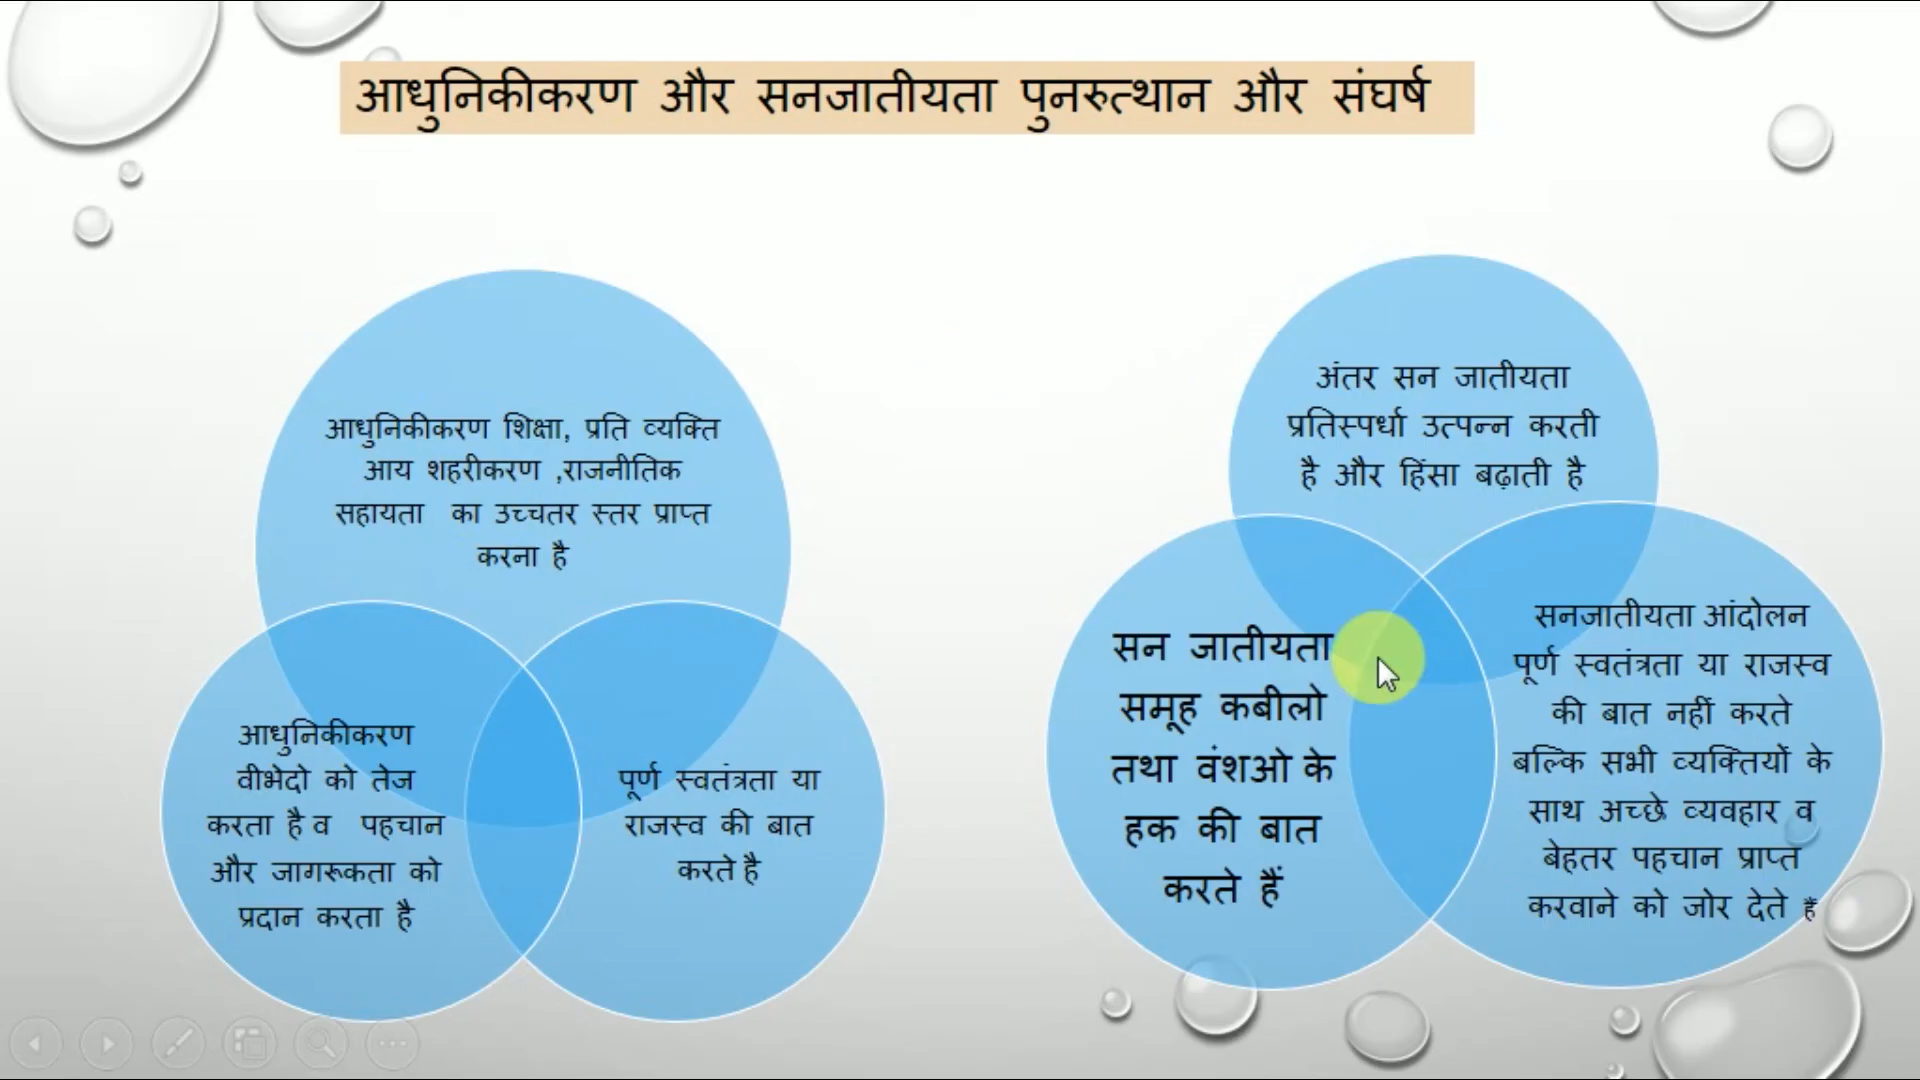 आधुनिकीकरण और सनजातीयता पुनरुत्थान और संघर्ष
आधुनिकीकरण शिक्षा, प्रति व्यक्ति
आय शहरीकरण ,राजनीतिक
सहायता का उच्चतर स्तर प्राप्त
करना है
आधुनिकीकरण
वीभेदो को तेज
करता है व पहचान
और जागरूकता को
प्रदान करता है
पूर्ण स्वतंत्रता या
राजस्व की बात
करते है
अंतर सन जातीयता
प्रतिस्पर्धा उत्पन्न करती
है और हिंसा बढ़ाती है
सन जातीयता
समूह कबीलो
तथा वंशओ के
हक की बात
करते हैं
सनजातीयता आंदोलन
पूर्ण स्वतंत्रता या राजस्व
की बात नहीं करते
बल्कि सभी व्यक्तियों के
साथ अच्छे व्यवहार व
बेहतर पहचान प्राप्त
करवाने को जोर देते हैं